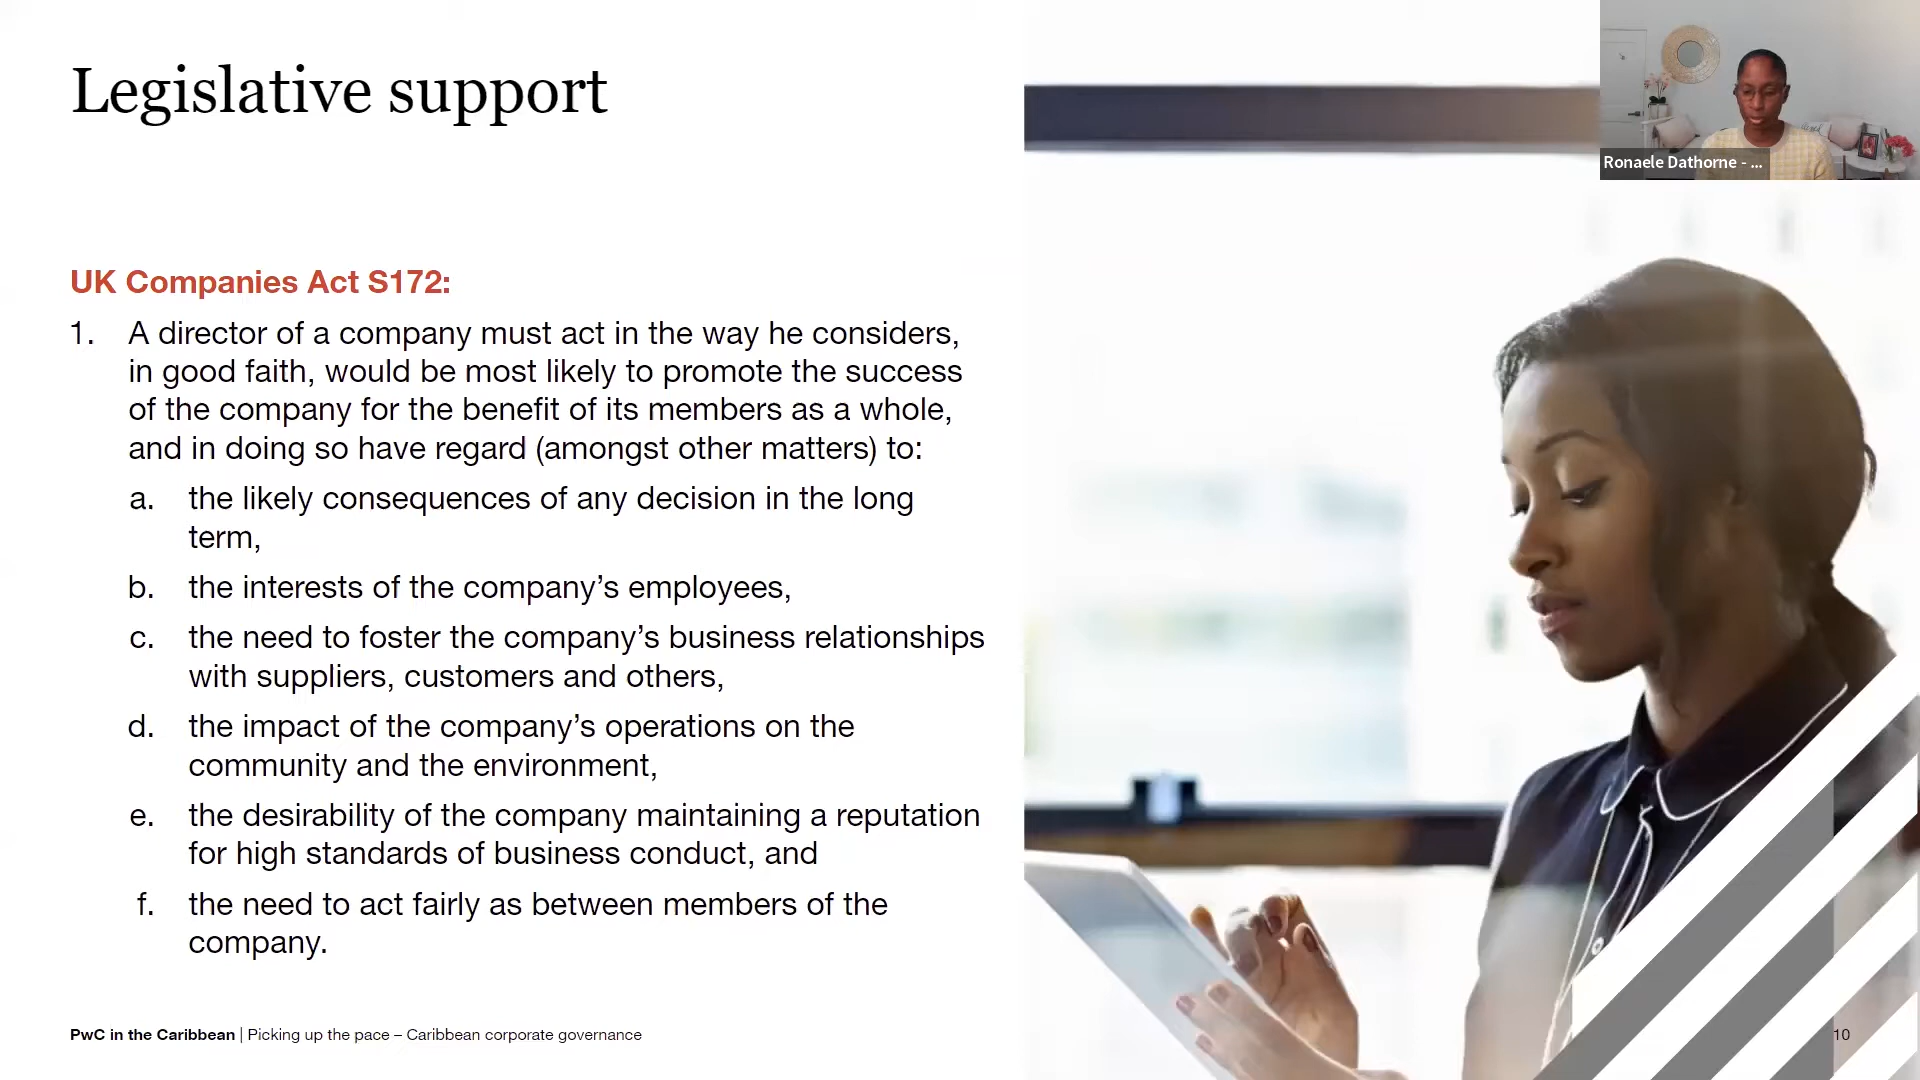 Legislative support
Ronaele Dathorne - ...
UK Companies Act S172:
1. A director of a company must act in the way he considers,
in good faith, would be most likely to promote the success
of the company for the benefit of its members as a whole,
and in doing so have regard (amongst other matters) to:
a. the likely consequences of any decision in the long
term,
b. the interests of the company’s employees,
c. the need to foster the company’s business relationships
with suppliers, customers and others,
d. the impact of the company’s operations on the
community and the environment,
e. the desirability of the company maintaining a reputation
for high standards of business conduct, and
f. the need to act fairly as between members of the
company.
PwC in the Caribbean | Picking up the pace – Caribbean corporate governance
10